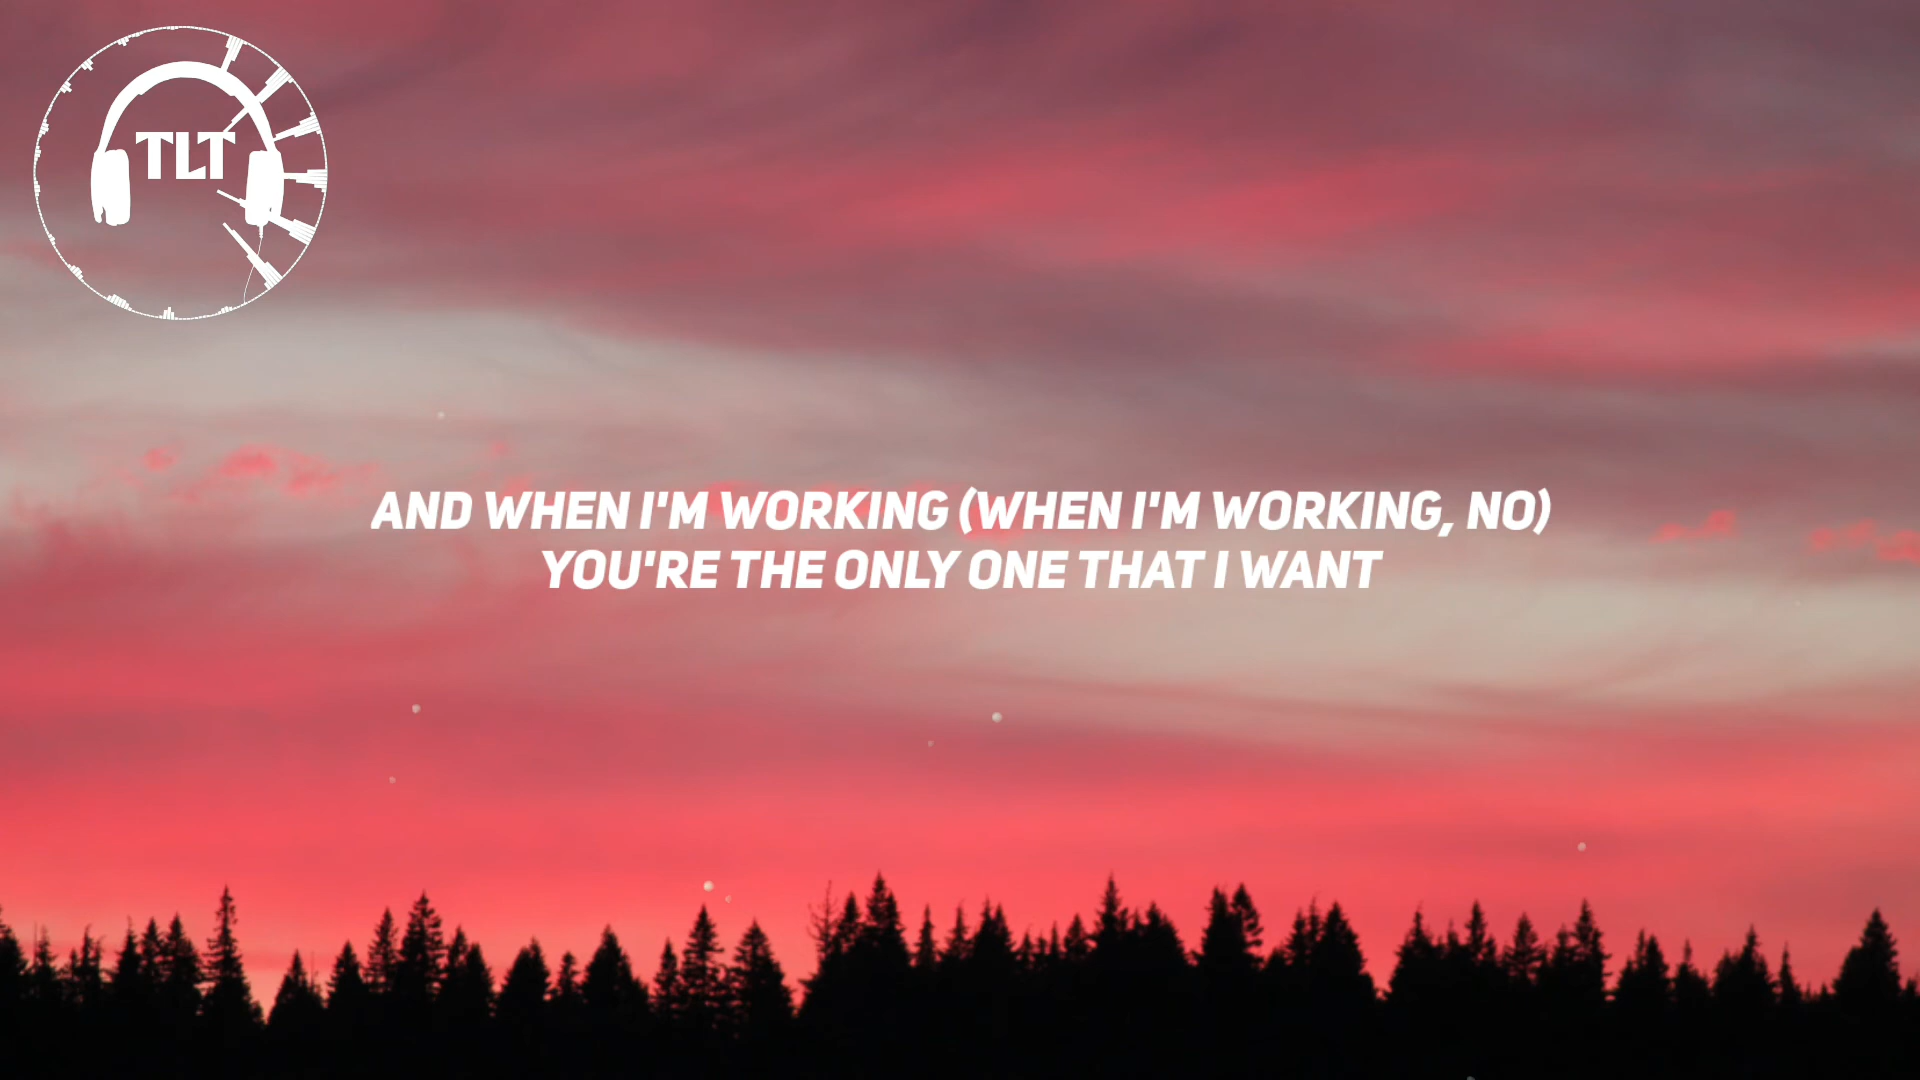 TLT
AND WHEN I'M WORKING (WHEN I'M WORKING, NO)
YOU'RE THE ONLY ONE THAT I WANT